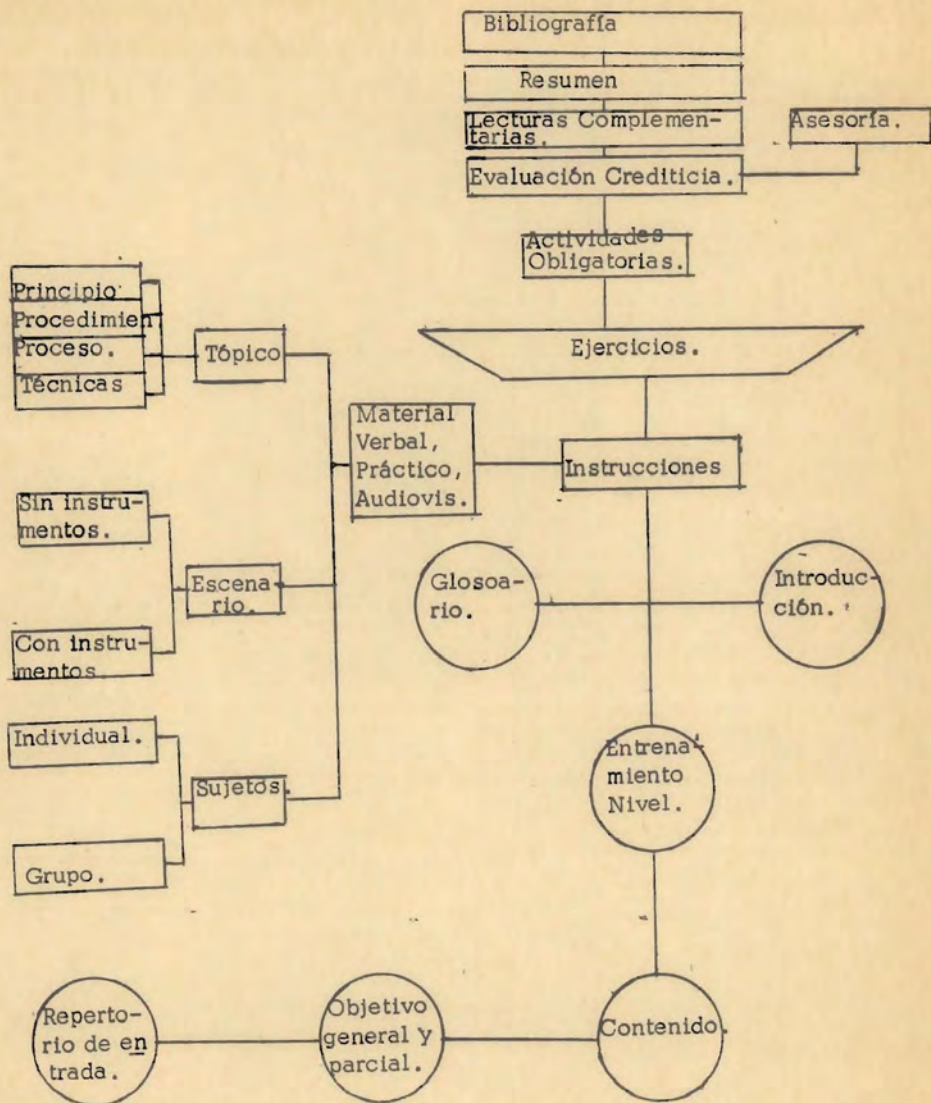 Bibliografía
Resumen
Lecturas Complemen-
tarias.
Asesoría.
Evaluación Crediticia.
Actividades
Obligatorias.
Principio
Procedimien
Proceso.
Técnicas
Tópico
Ejercicios.
Material
Verbal,
Práctico,
Audiovis.
Instrucciones
Sin instru-
mentos.
Escena
rio.
Con instru-
mentos.
Glosoa-
rio.
Introduc-
ción.
Individual.
Sujetos.
Grupo.
Entrena-
miento
Nivel.
Reperto-
rio de en
trada.
Objetivo
general y
parcial.
Contenido.